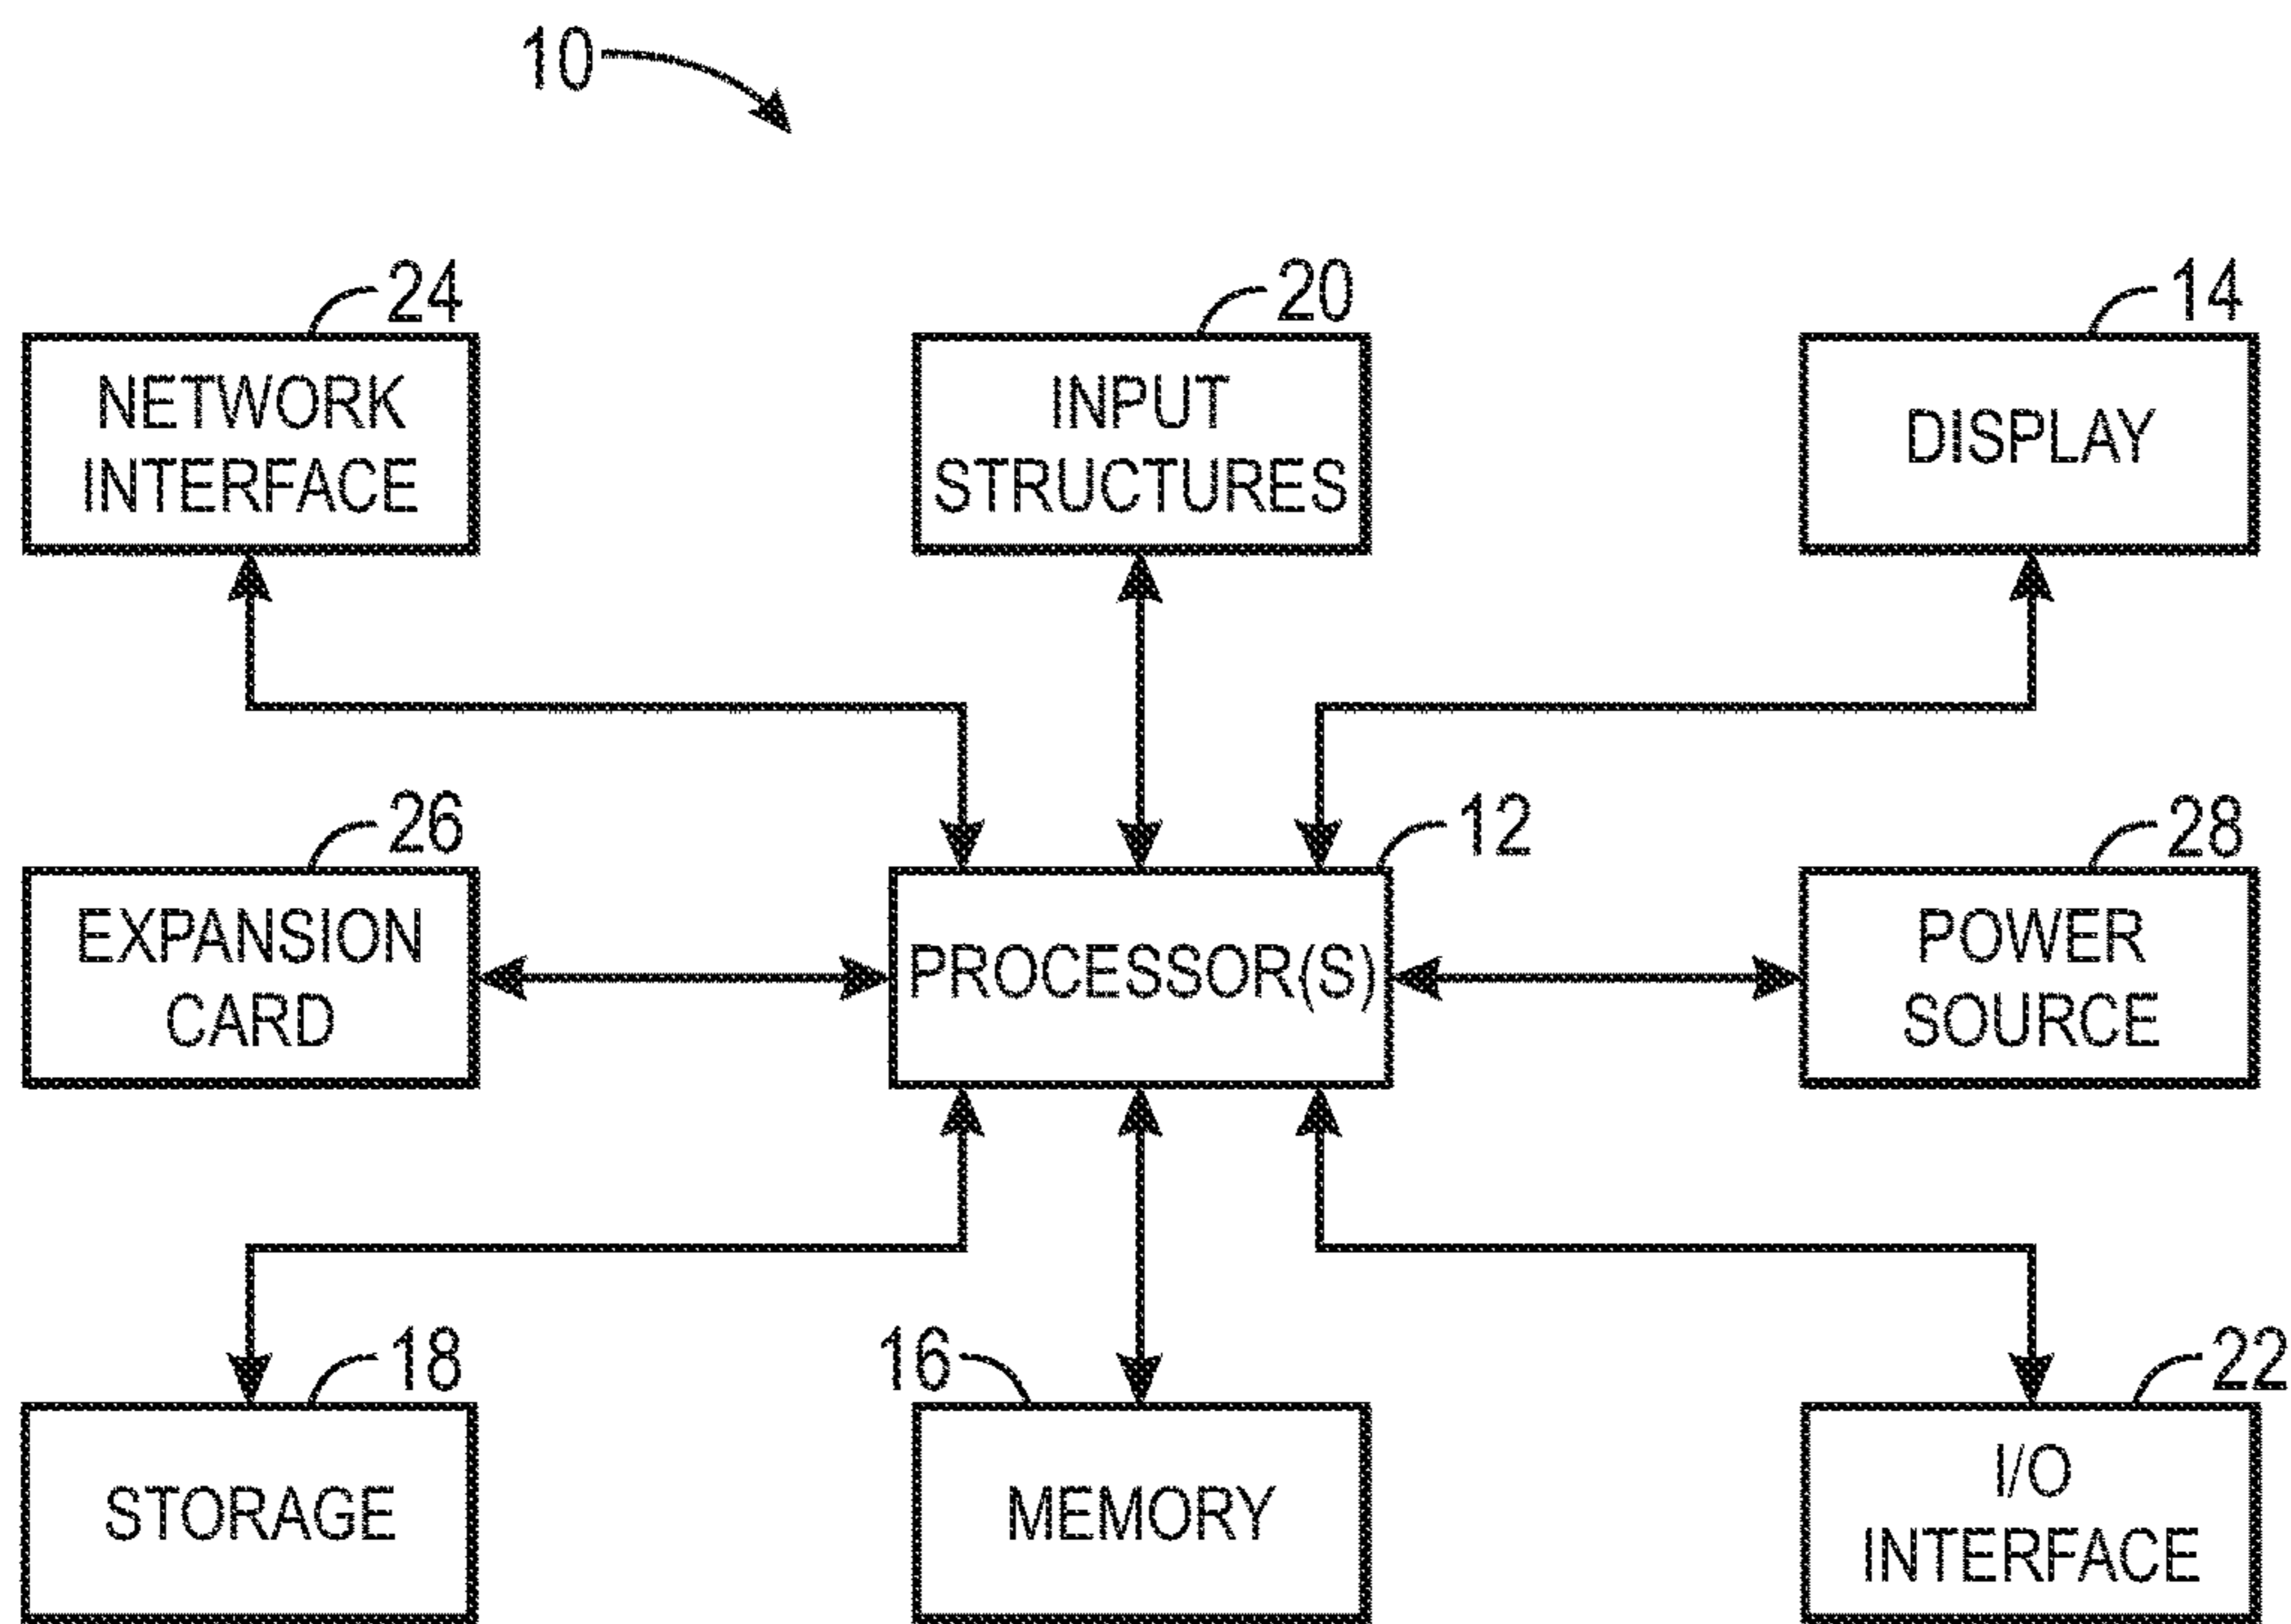 10
24
20
14
NETWORK
INTERFACE
INPUT
STRUCTURES
DISPLAY
26
12
28
EXPANSION
CARD
PROCESSOR(S)
POWER
SOURCE
18
16
22
STORAGE
MEMORY
I/O
INTERFACE